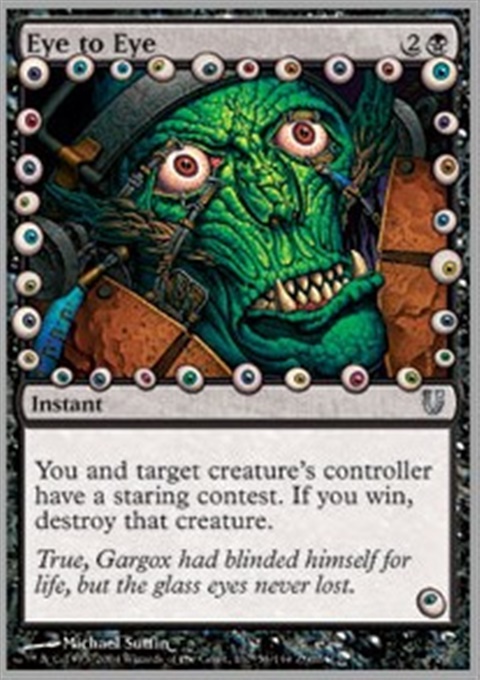 Eye to Eye 2
Instant
You and target creature's controller
have a staring contest. If you win,
destroy that creature.
True, Gargox had blinded himself for
life, but the glass eyes never lost.
Michael Sutfin